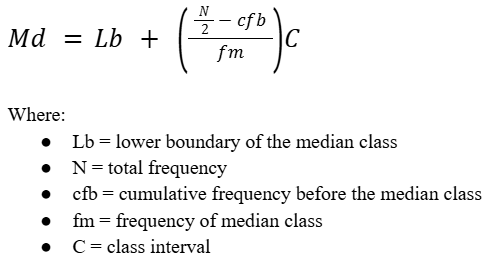 Md = Lb + ((N/2 − cfb)/fm)C
Where:
● Lb = lower boundary of the median class
● N = total frequency
● cfb = cumulative frequency before the median class
● fm = frequency of median class
● C = class interval